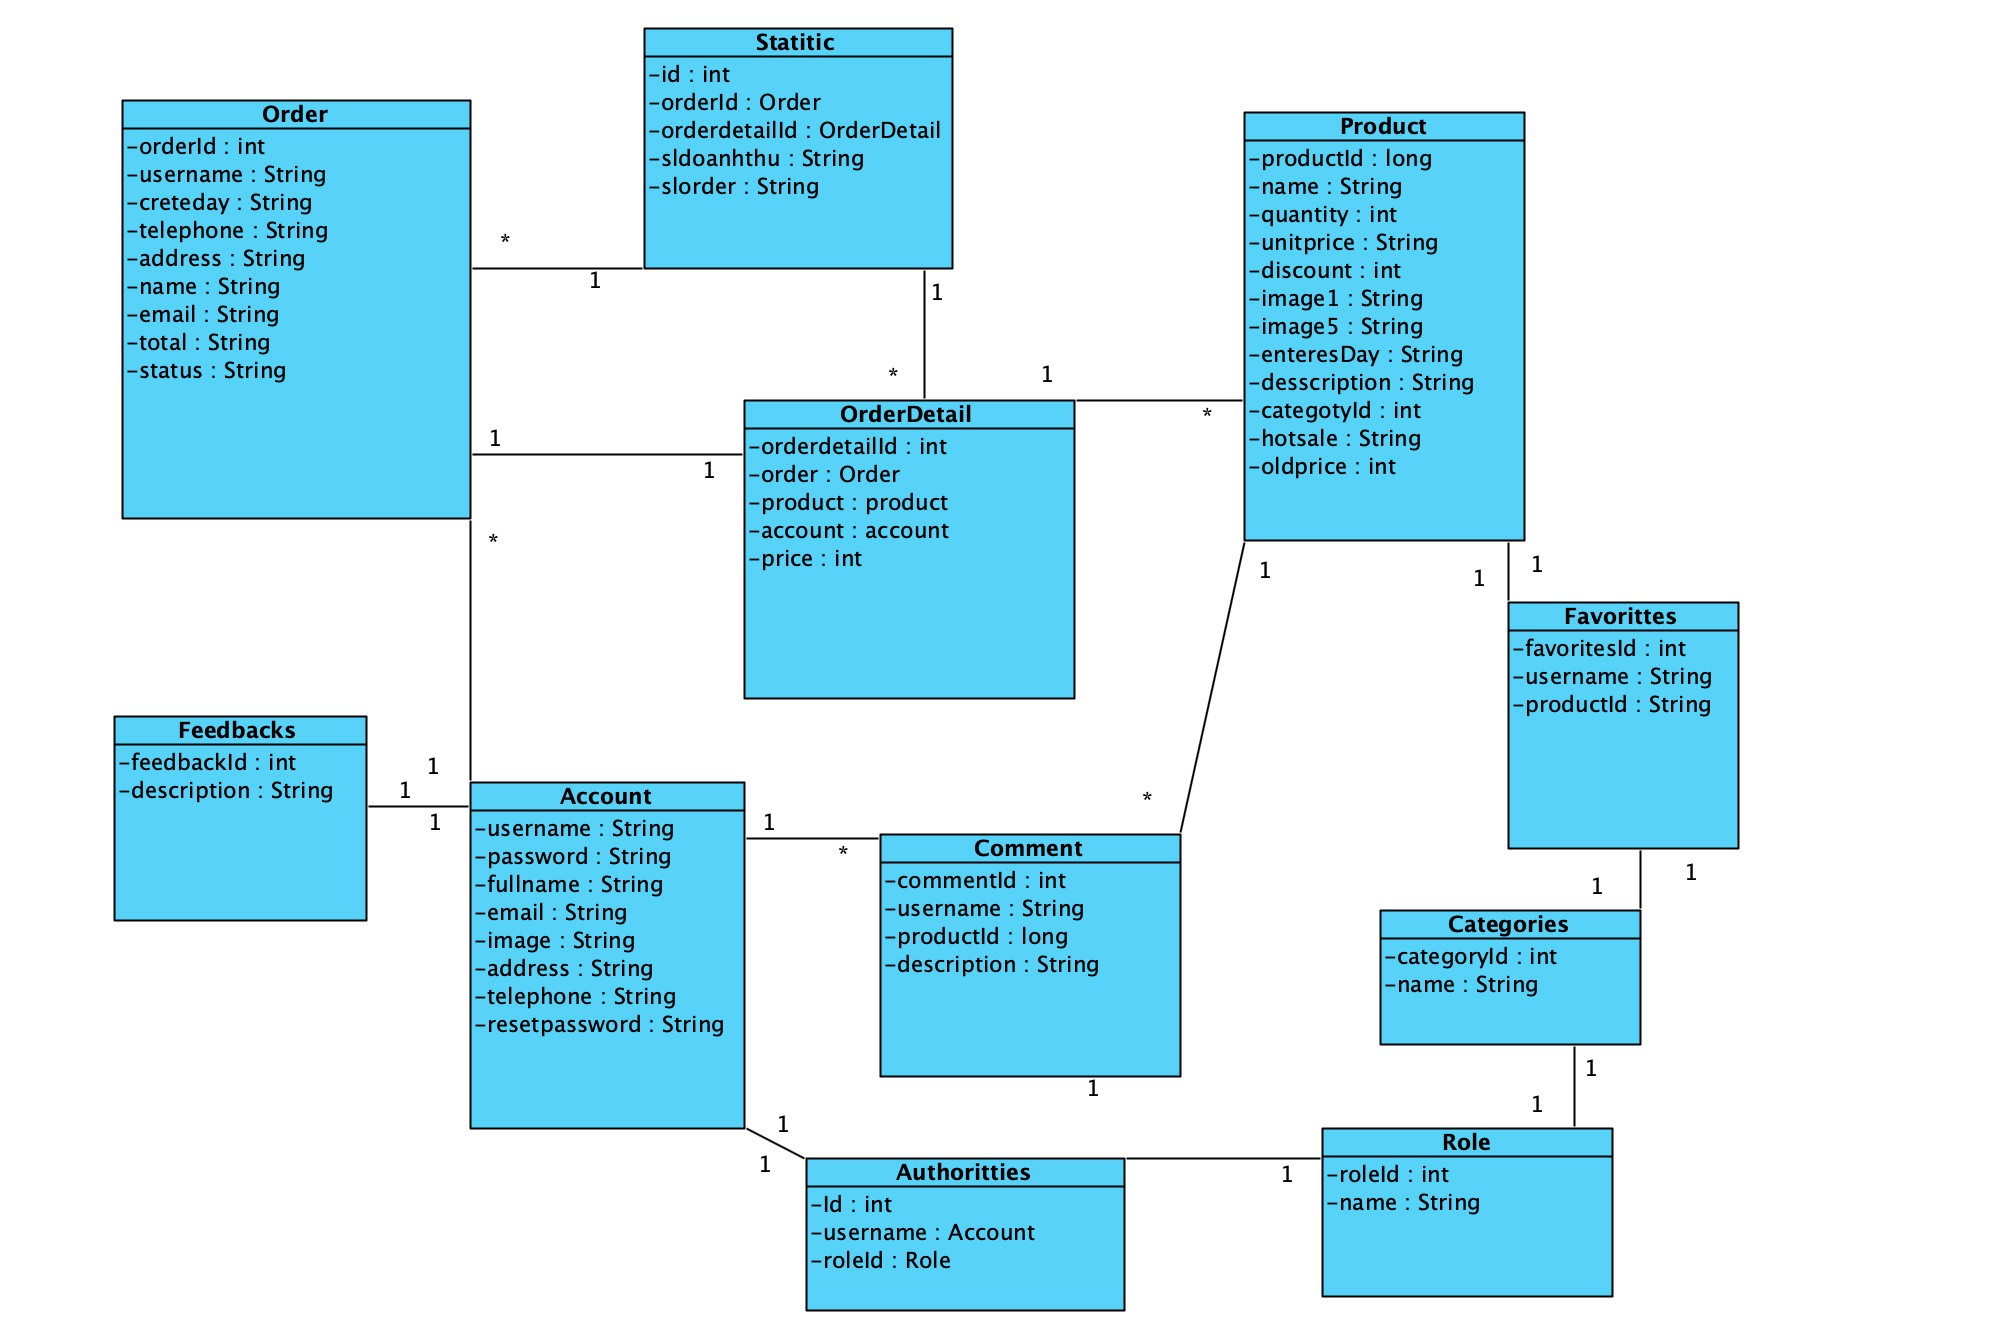 Statitic
-id : int
-orderId : Order
-orderdetailId : OrderDetail
-sldoanhthu : String
-slorder : String
Order
-orderId : int
-username : String
-creteday : String
-telephone : String
-address : String
-name : String
-email : String
-total : String
-status : String
Product
-productId : long
-name : String
-quantity : int
-unitprice : String
-discount : int
-image1 : String
-image5 : String
-enteresDay : String
-desscription : String
-categotyId : int
-hotsale : String
-oldprice : int
*
1
1
*
1
*
1
1
OrderDetail
-orderdetailId : int
-order : Order
-product : product
-account : account
-price : int
*
1
1
1
1
Favorittes
-favoritesId : int
-username : String
-productId : String
Feedbacks
-feedbackId : int
-description : String
1
1
1
Account
-username : String
-password : String
-fullname : String
-email : String
-image : String
-address : String
-telephone : String
-resetpassword : String
1
*
*
Comment
-commentId : int
-username : String
-productId : long
-description : String
1
1
1
Categories
-categoryId : int
-name : String
1
1
1
1
Authoritties
-Id : int
-username : Account
-roleId : Role
1
Role
-roleId : int
-name : String